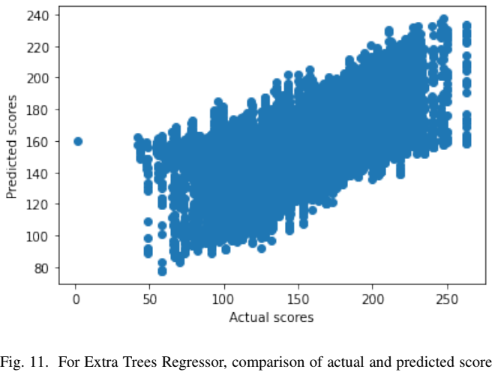 240
220
200
180
160
140
120
100
80
Predicted scores
0 50 100 150 200 250
Actual scores
Fig. 11. For Extra Trees Regressor, comparison of actual and predicted score